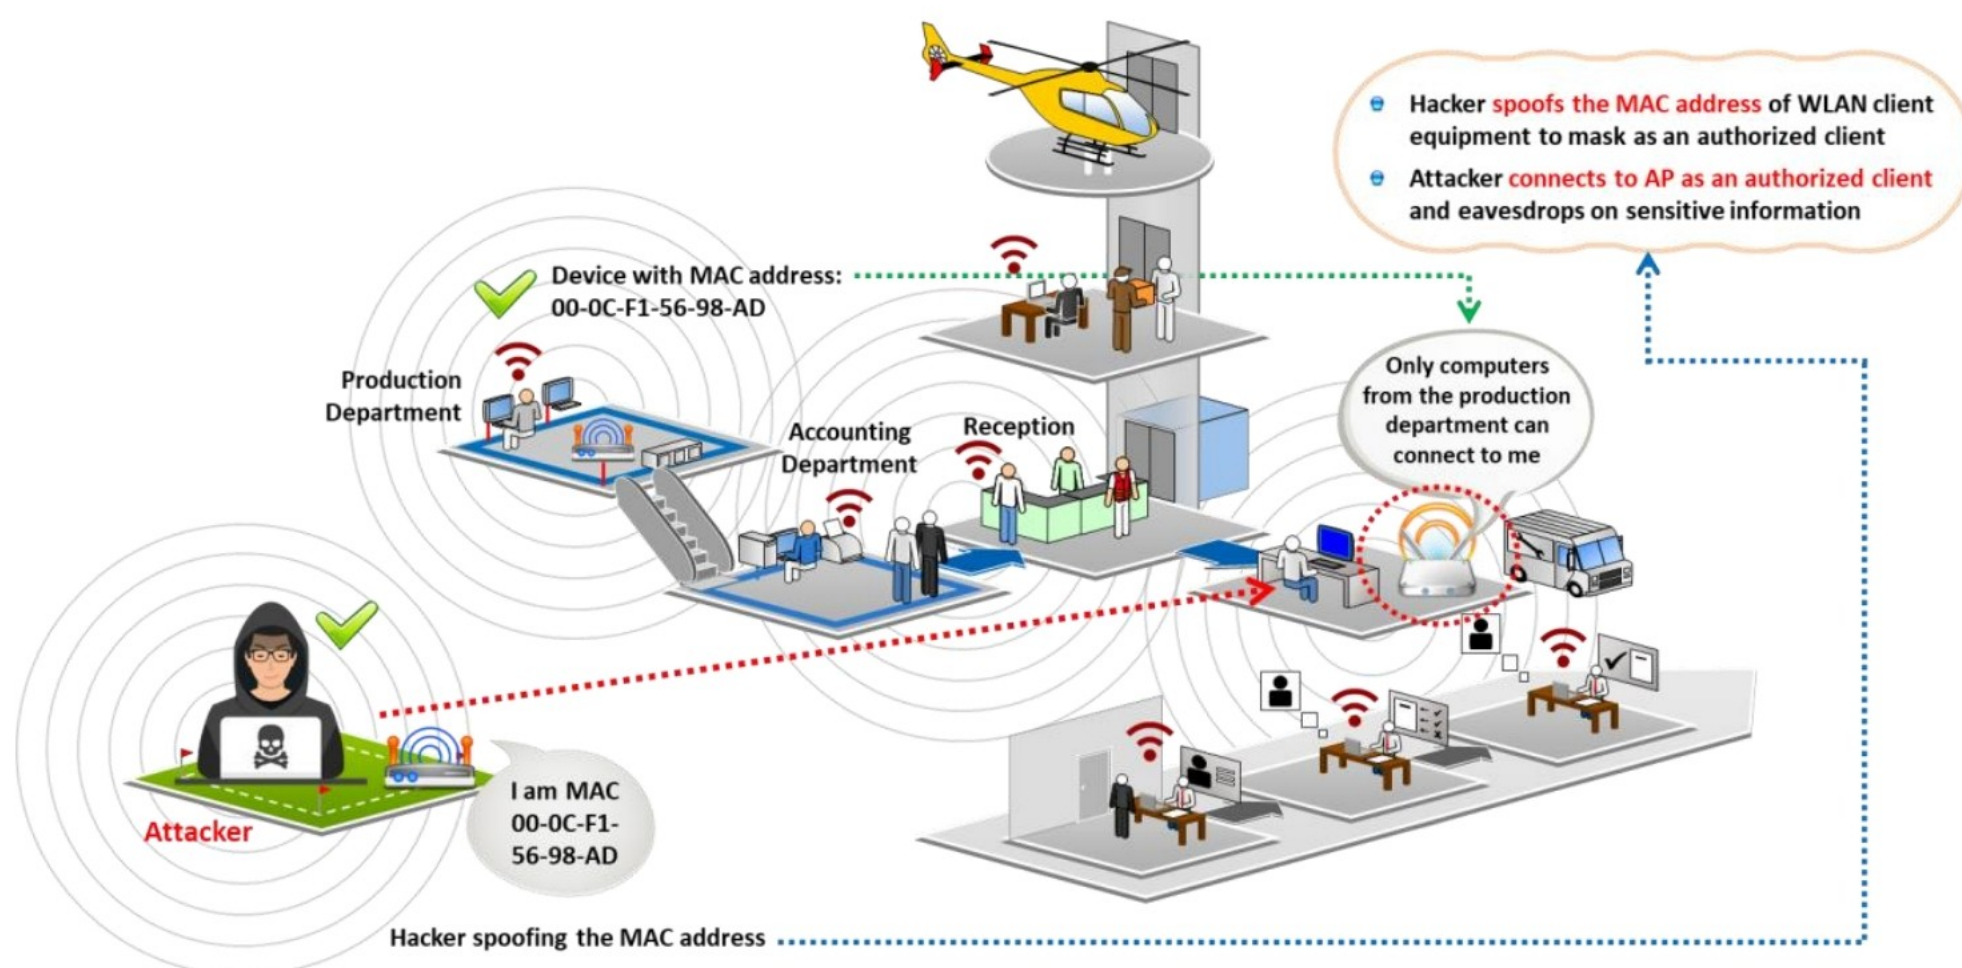 Hacker spoofs the MAC address of WLAN client
equipment to mask as an authorized client
Attacker connects to AP as an authorized client
and eavesdrops on sensitive information
Device with MAC address:
00-0C-F1-56-98-AD
Production
Department
Accounting
Department
Reception
Only computers
from the production
department can
connect to me
Attacker
I am MAC
00-0C-F1-
56-98-AD
Hacker spoofing the MAC address